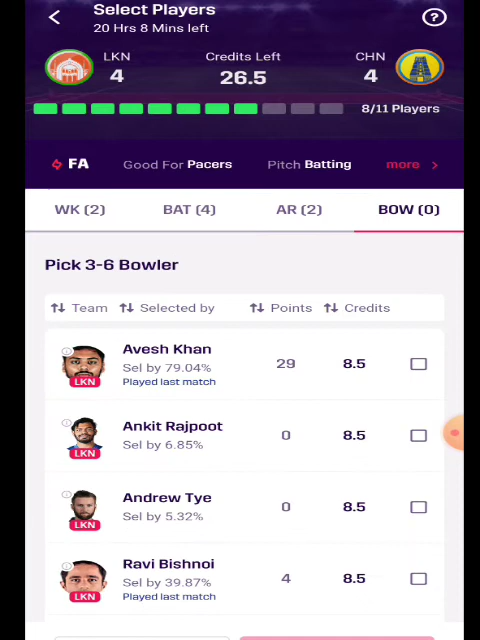 Select Players
20 Hrs 8 Mins left
?
LKN
Credits Left
CHN
4
26.5
4
8/11 Players
FA
Good For Pacers
Pitch Batting
more >
WK (2)
BAT (4)
AR (2)
BOW (0)
Pick 3-6 Bowler
Team
Selected by
Points
Credits
Avesh Khan
Sel by 79.04%
Played last match
29
8.5
LKN
Ankit Rajpoot
Sel by 6.85%
0
8.5
LKN
Andrew Tye
Sel by 5.32%
0
8.5
LKN
Ravi Bishnoi
Sel by 39.87%
Played last match
4
8.5
LKN